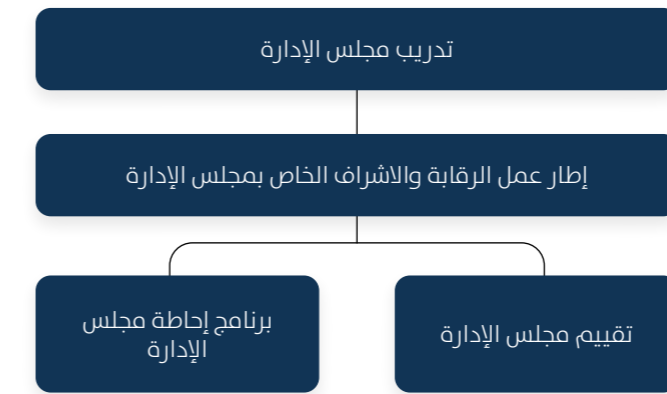 تدريب مجلس الإدارة
إطار عمل الرقابة والاشراف الخاص بمجلس الإدارة
تقييم مجلس الإدارة
برنامج إحاطة مجلس
الإدارة